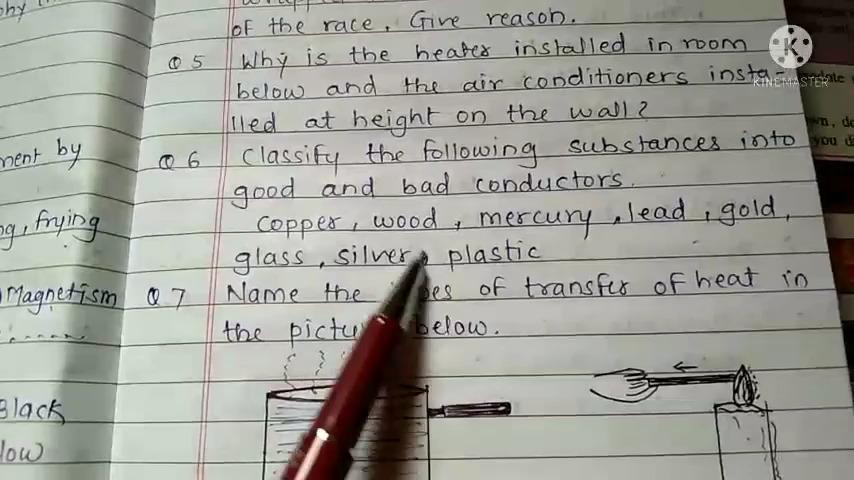 of the race. Give reason.
Q 5 Why is the heater installed in room
below and the air conditioners insta-
lled at height on the wall?
Q 6 Classify the following substances into
good and bad conductors.
copper, wood, mercury, lead, gold,
glass, silver, plastic
Q 7 Name the of transfer of heat in
the below.
ment by
frying
Magnetism
Black
low
KINEMASTER